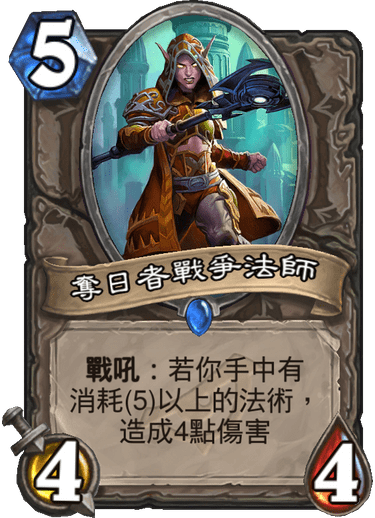 5
奪日者戰爭法師
戰吼：若你手中有
消耗(5)以上的法術，
造成4點傷害
4
4